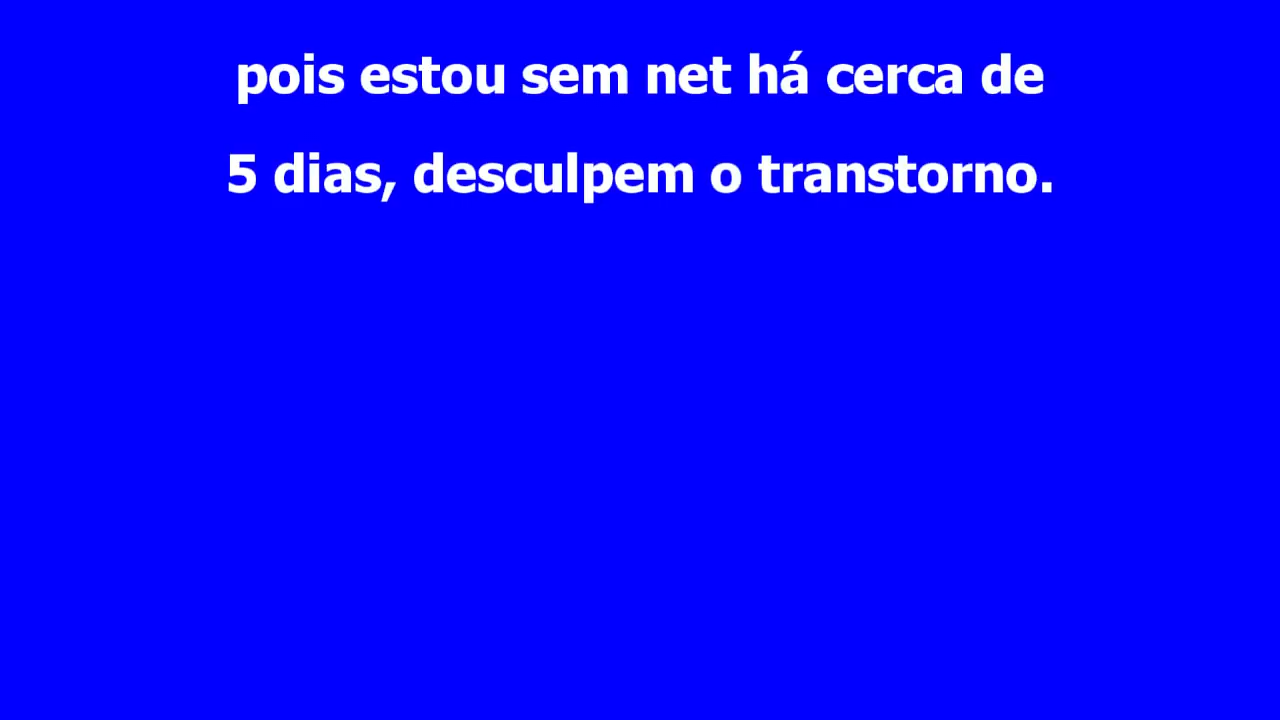 pois estou sem net há cerca de
5 dias, desculpem o transtorno.